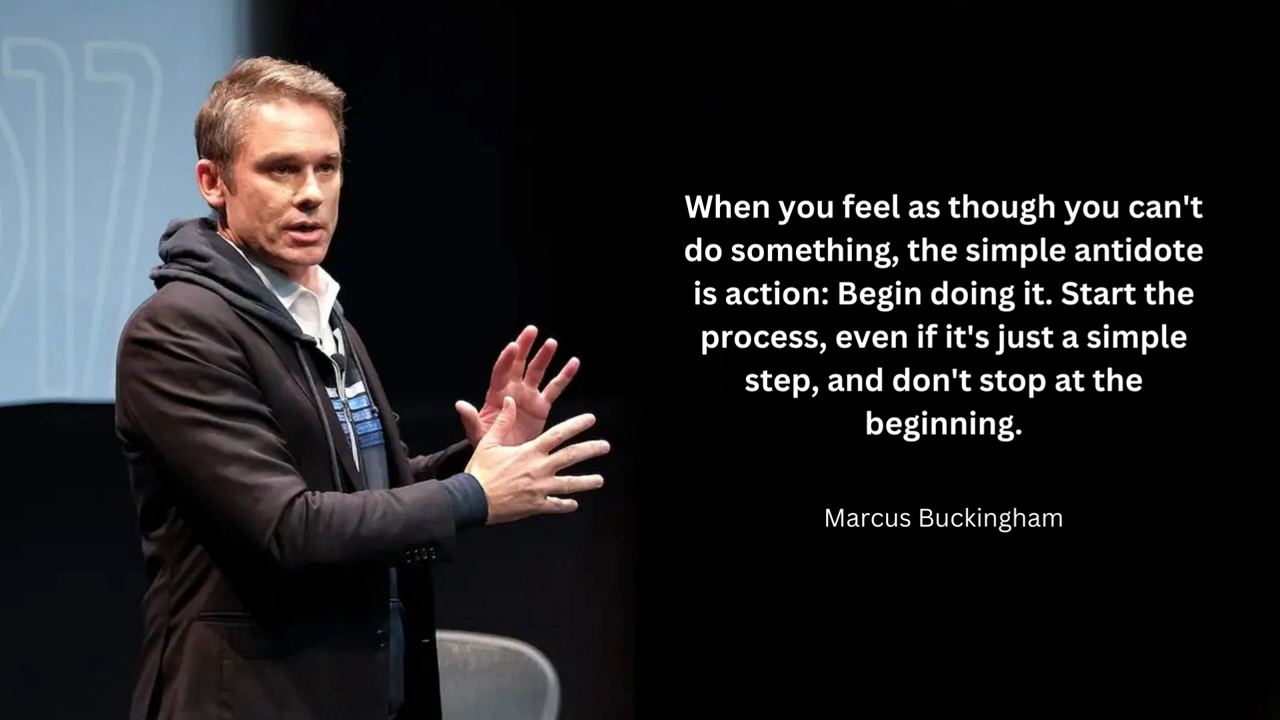 When you feel as though you can't
do something, the simple antidote
is action: Begin doing it. Start the
process, even if it's just a simple
step, and don't stop at the
beginning.
Marcus Buckingham